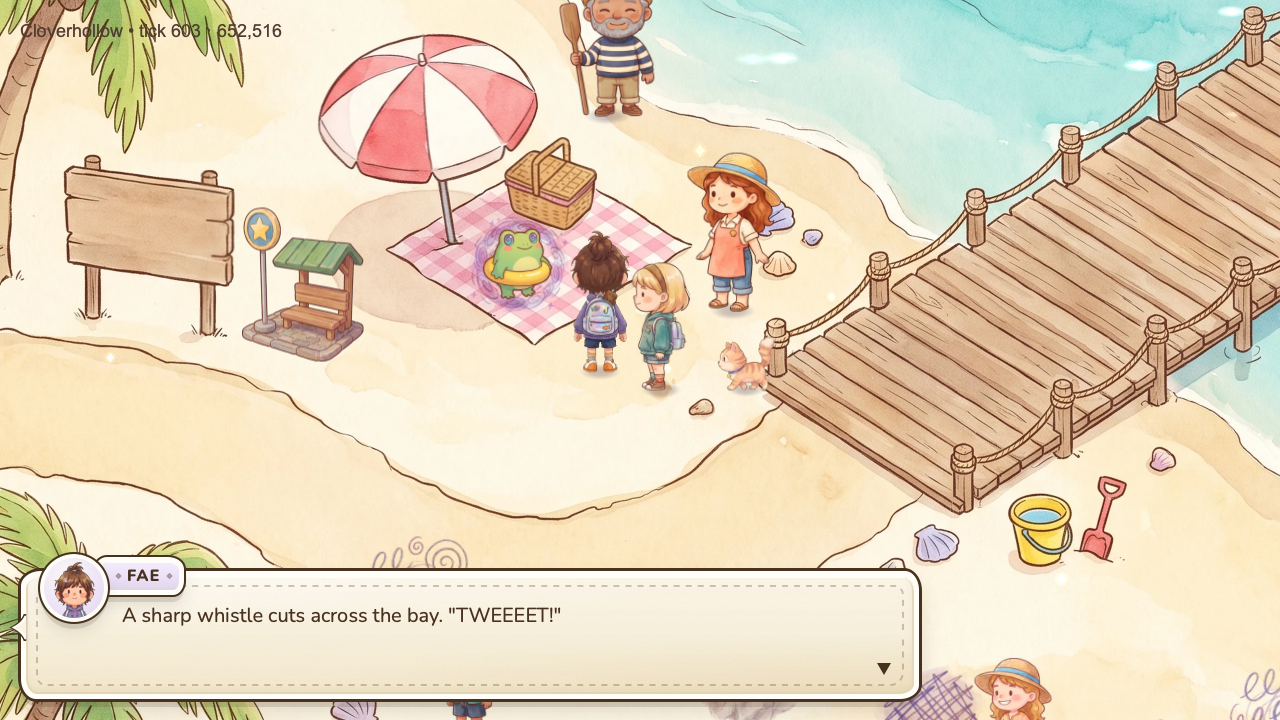 Cloverhollow • tick 603 · 652,516
FAE
A sharp whistle cuts across the bay. "TWEEEET!"